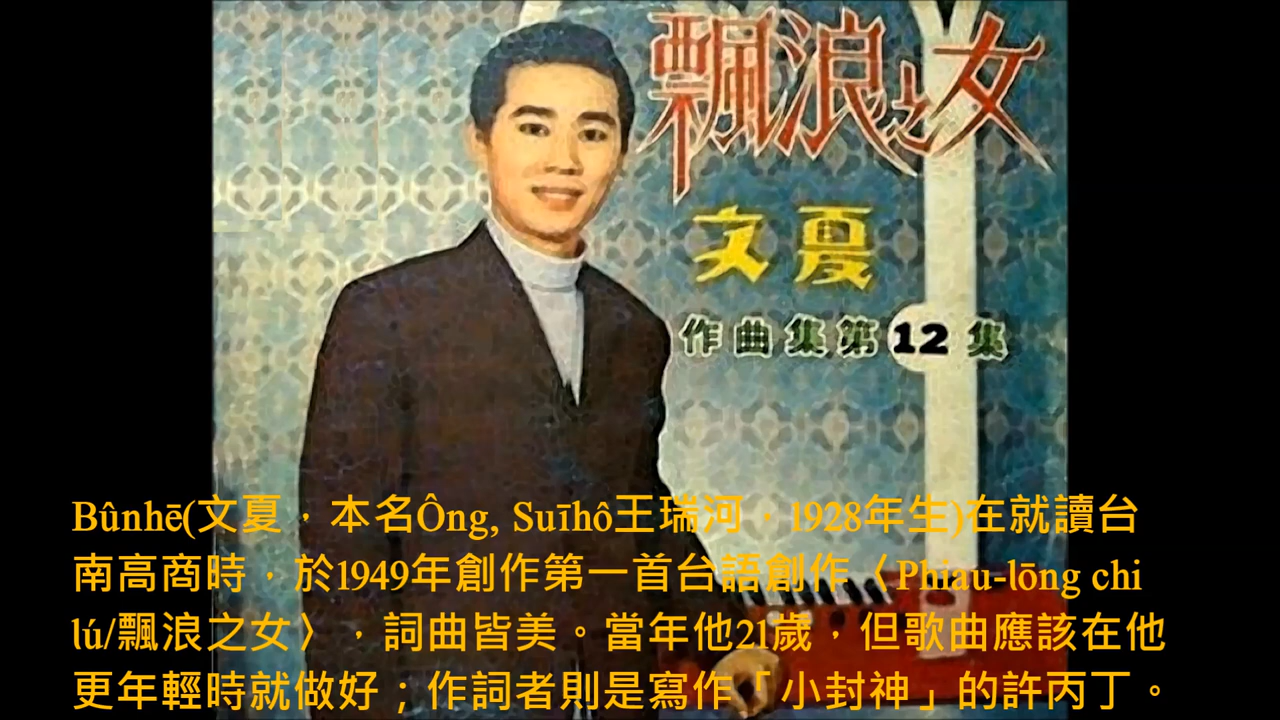 飄浪之女
文夏
作曲集第12集
Bûnhē(文夏，本名Ông, Suīhô王瑞河，1928年生)在就讀台
南高商時，於1949年創作第一首台語創作〈Phiau-lōng chi
lú/飄浪之女〉，詞曲皆美。當年他21歲，但歌曲應該在他
更年輕時就做好；作詞者則是寫作「小封神」的許丙丁。